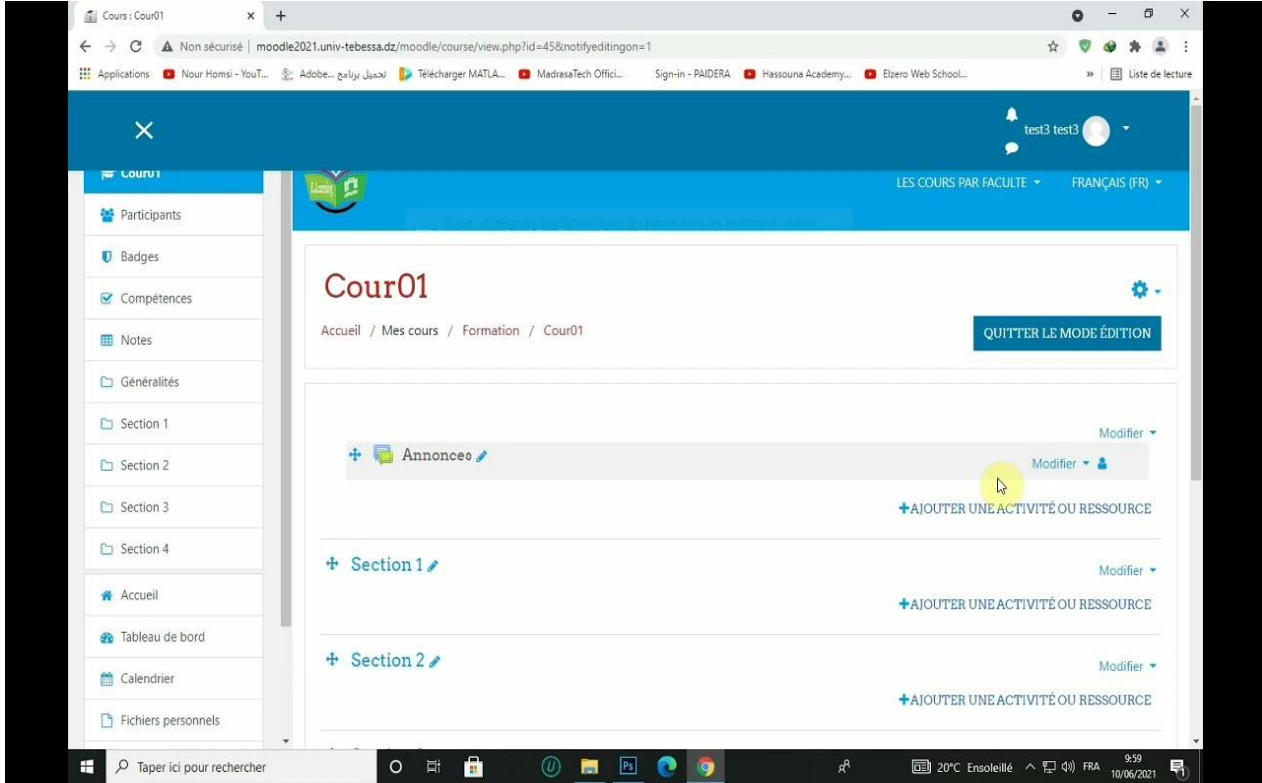 Cours : Cour01
Non sécurisé | moodle2021.univ-tebessa.dz/moodle/course/view.php?id=45&notifyeditingon=1
Applications
Nour Homsi - YouT...
تحميل برنامج Adobe...
Télécharger MATLA...
MadrasaTech Offici...
Sign-in - PAIDERA
Hassouna Academy...
Elzero Web School...
»
Liste de lecture
test3 test3
Cour01
E-Learning
LES COURS PAR FACULTE
FRANÇAIS (FR)
Participants
Badges
Compétences
Notes
Généralités
Section 1
Section 2
Section 3
Section 4
Accueil
Tableau de bord
Calendrier
Fichiers personnels
Cour01
Accueil / Mes cours / Formation / Cour01
QUITTER LE MODE ÉDITION
Modifier
Annonces
Modifier
+AJOUTER UNE ACTIVITÉ OU RESSOURCE
Section 1
Modifier
+AJOUTER UNE ACTIVITÉ OU RESSOURCE
Section 2
Modifier
+AJOUTER UNE ACTIVITÉ OU RESSOURCE
Taper ici pour rechercher
U
Ps
20°C Ensoleillé
FRA
9:59
10/06/2021